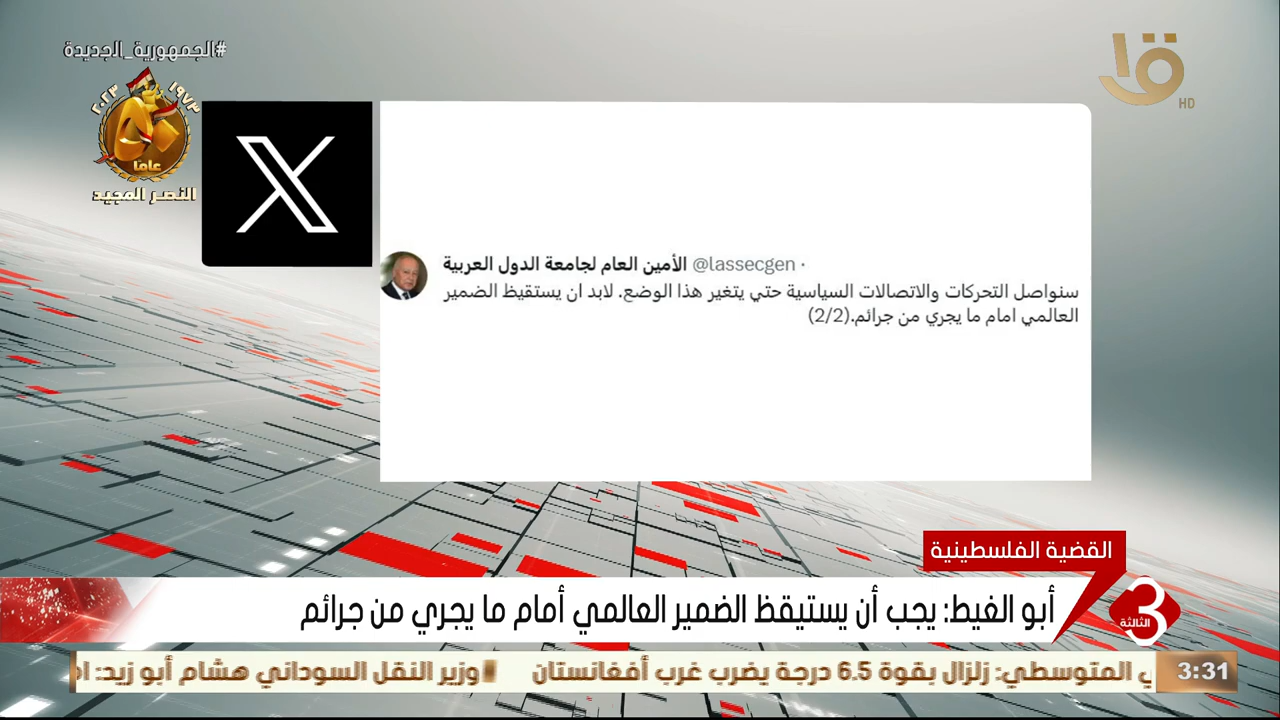 #الجمهورية_الجديدة
HD
١٩٧٣ ٢٠٢٣
عاما
النصر المجيد
الأمين العام لجامعة الدول العربية @lassecgen ·
سنواصل التحركات والاتصالات السياسية حتي يتغير هذا الوضع. لابد ان يستقيظ الضمير
العالمي امام ما يجري من جرائم.(2/2)
القضية الفلسطينية
أبو الغيط: يجب أن يستيقظ الضمير العالمي أمام ما يجري من جرائم
3 الثالثة
المتوسطي: زلزال بقوة 6.5 درجة يضرب غرب أفغانستان وزير النقل السوداني هشام أبو زيد:
3:31